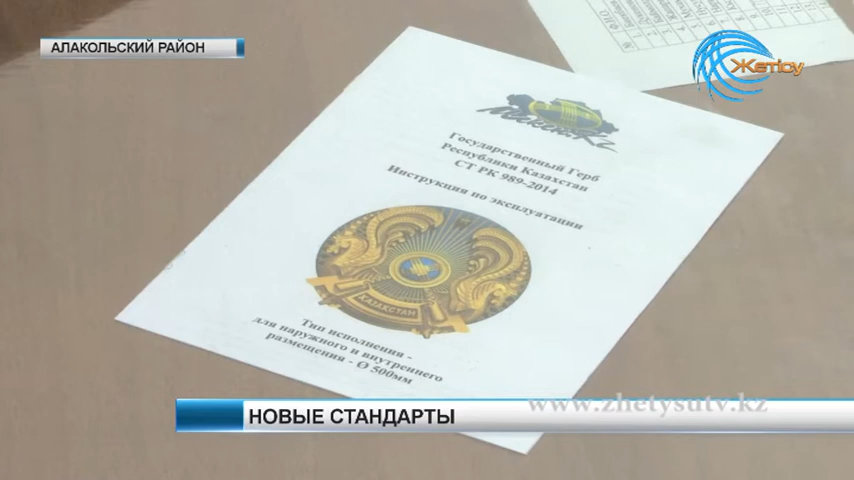 АЛАКОЛЬСКИЙ РАЙОН
Жетісу
Государственный Герб
Республики Казахстан
СТ РК 989-2014
Инструкция по эксплуатации
КАЗАКСТАН
Тип исполнения -
для наружного и внутреннего
размещения - Ø 500мм
www.zhetysutv.kz
НОВЫЕ СТАНДАРТЫ